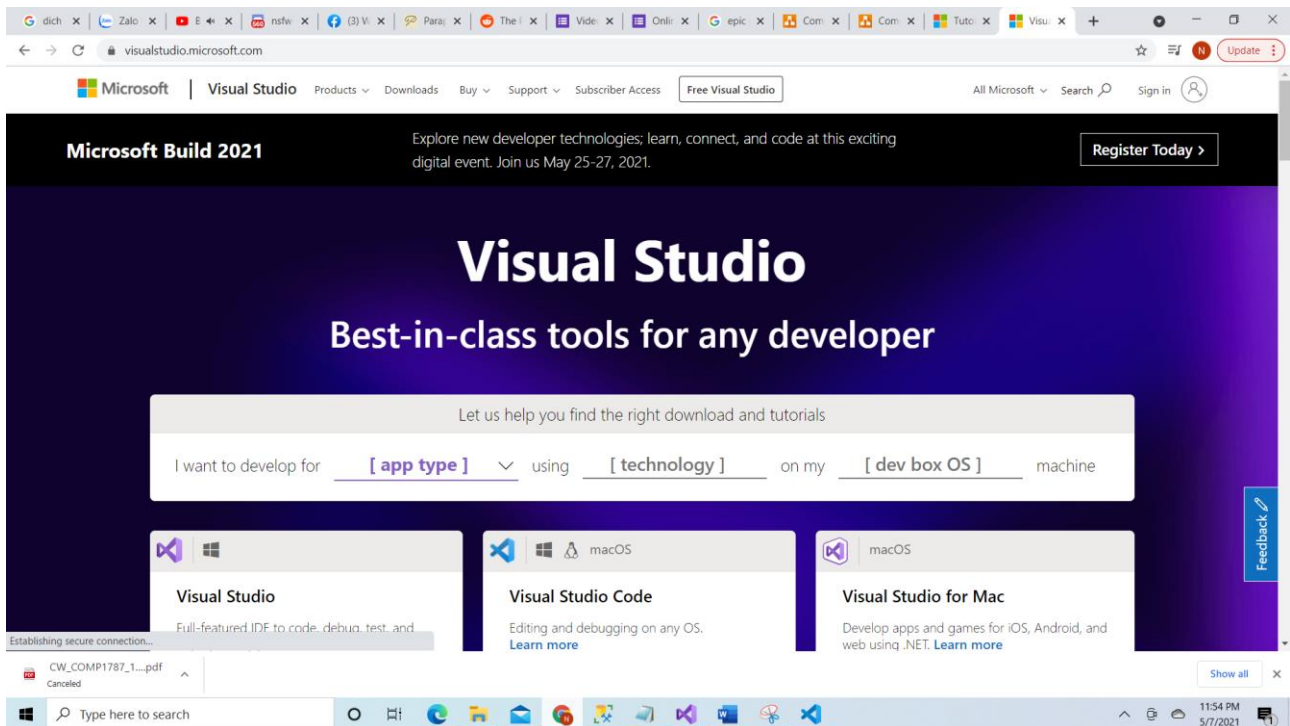 dich
Zalo
E
nsfw
(3) V
Parap
The I
Vide
Onlin
epic
Com
Com
Tuto
Visu
visualstudio.microsoft.com
N
Update
Microsoft | Visual Studio Products Downloads Buy Support Subscriber Access Free Visual Studio All Microsoft Search Sign in
Microsoft Build 2021
Explore new developer technologies; learn, connect, and code at this exciting
digital event. Join us May 25-27, 2021.
Register Today >
Visual Studio
Best-in-class tools for any developer
Let us help you find the right download and tutorials
I want to develop for [ app type ] using [ technology ] on my [ dev box OS ] machine
Feedback
macOS
macOS
Visual Studio
Visual Studio Code
Visual Studio for Mac
Full-featured IDE to code, debug, test, and
Editing and debugging on any OS.
Learn more
Develop apps and games for iOS, Android, and
web using .NET. Learn more
Establishing secure connection...
CW_COMP1787_1....pdf
Canceled
Show all
Type here to search
11:54 PM
5/7/2021